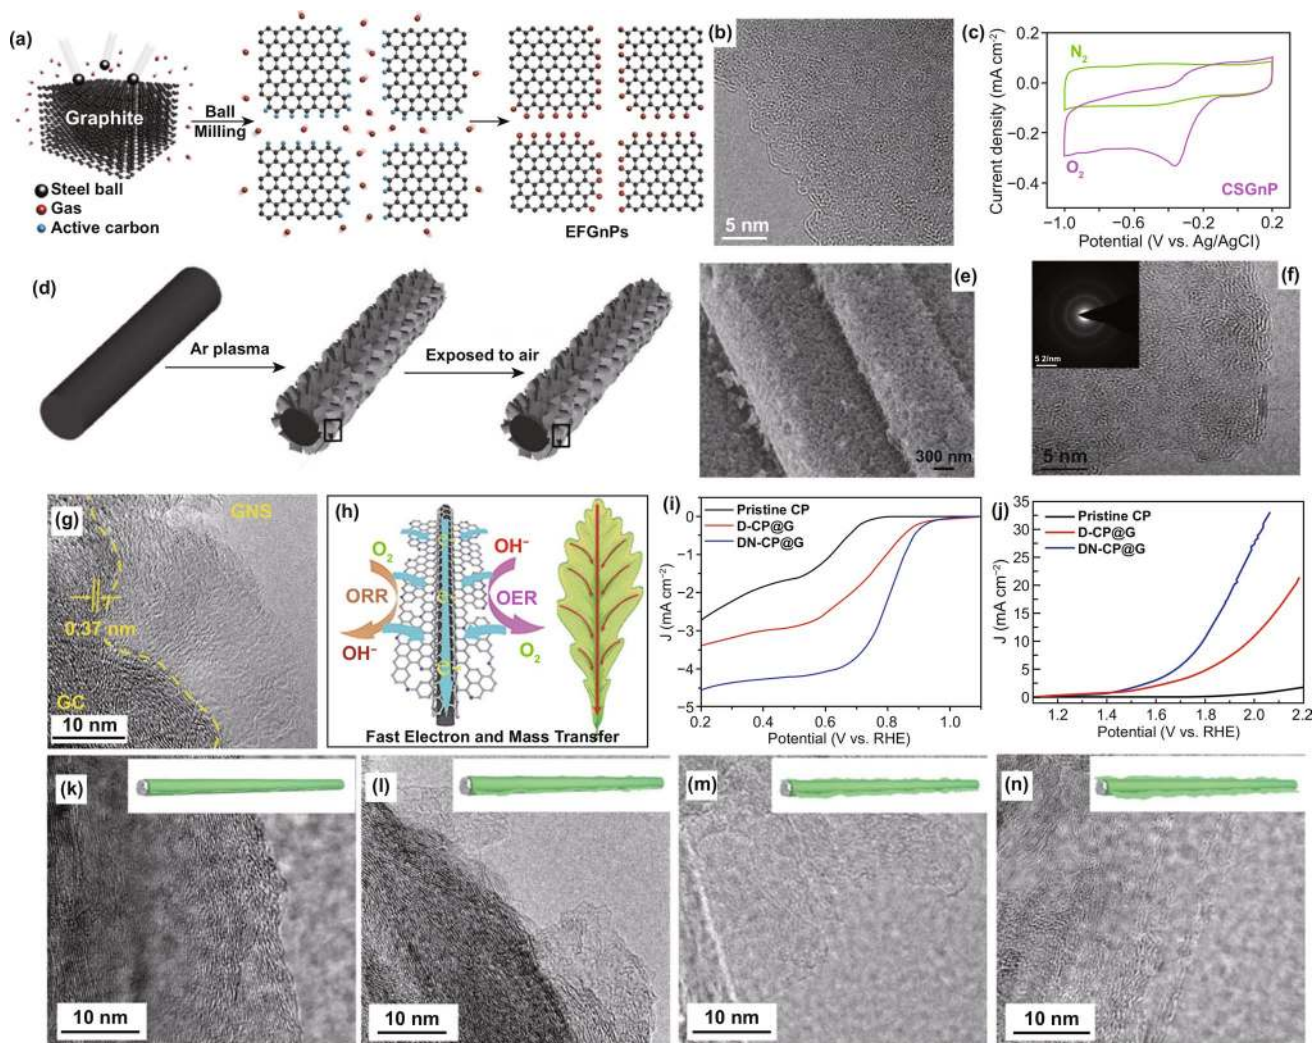 (a)
Graphite
Steel ball
Gas
Active carbon
Ball
Milling
EFGnPs
(b)
5 nm
(c)
Current density (mA cm⁻²)
0.2
0.0
−0.2
−0.4
N₂
O₂
CSGnP
−1.0
−0.6
−0.2
0.2
Potential (V vs. Ag/AgCl)
(d)
Ar plasma
Exposed to air
(e)
300 nm
(f)
5 2/nm
5 nm
(g)
GNS
0.37 nm
GC
10 nm
(h)
O₂
OH⁻
ORR
OER
OH⁻
O₂
Fast Electron and Mass Transfer
(i)
Pristine CP
D-CP@G
DN-CP@G
J (mA cm⁻²)
0
−1
−2
−3
−4
−5
0.2
0.4
0.6
0.8
1.0
Potential (V vs. RHE)
(j)
Pristine CP
D-CP@G
DN-CP@G
J (mA cm⁻²)
35
30
25
20
15
10
5
0
1.2
1.4
1.6
1.8
2.0
2.2
Potential (V vs. RHE)
(k)
10 nm
(l)
10 nm
(m)
10 nm
(n)
10 nm